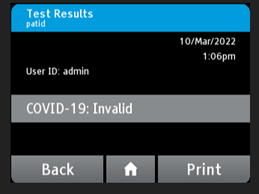 Test Results
patid
10/Mar/2022
1:06pm
User ID: admin
COVID-19: Invalid
Back
Print